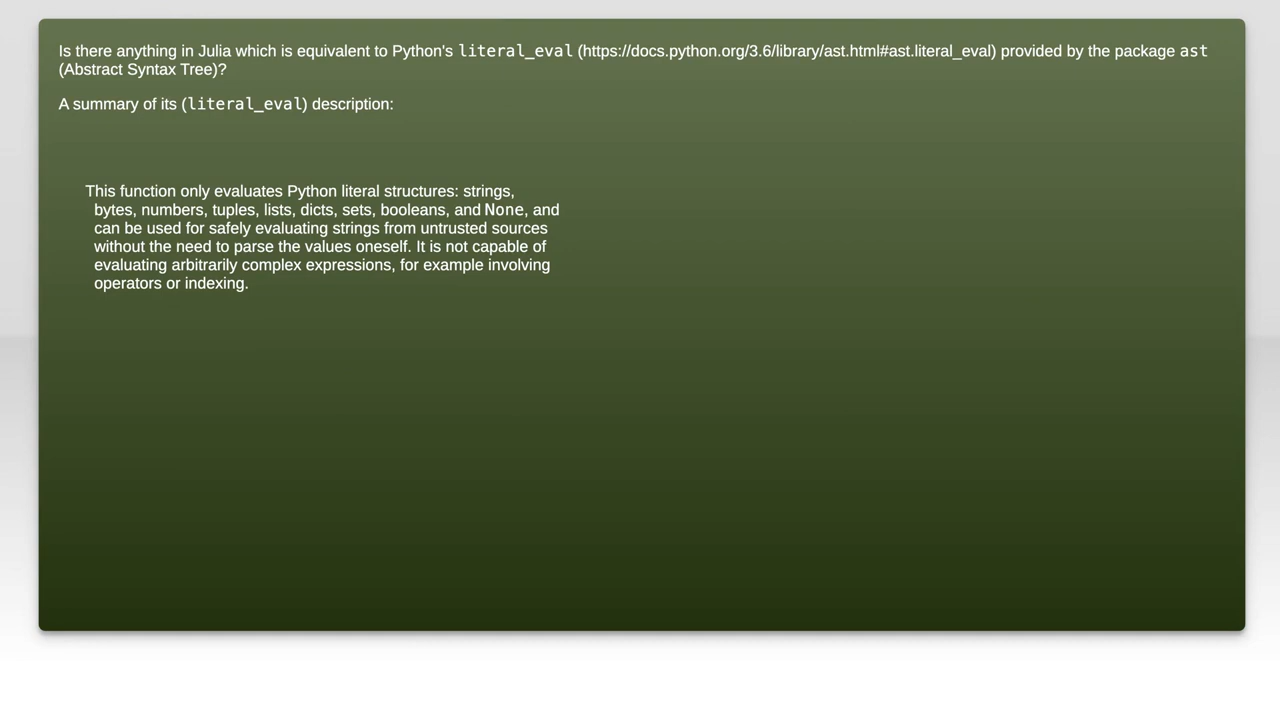 Is there anything in Julia which is equivalent to Python's literal_eval (https://docs.python.org/3.6/library/ast.html#ast.literal_eval) provided by the package ast
(Abstract Syntax Tree)?
A summary of its (literal_eval) description:
This function only evaluates Python literal structures: strings,
bytes, numbers, tuples, lists, dicts, sets, booleans, and None, and
can be used for safely evaluating strings from untrusted sources
without the need to parse the values oneself. It is not capable of
evaluating arbitrarily complex expressions, for example involving
operators or indexing.